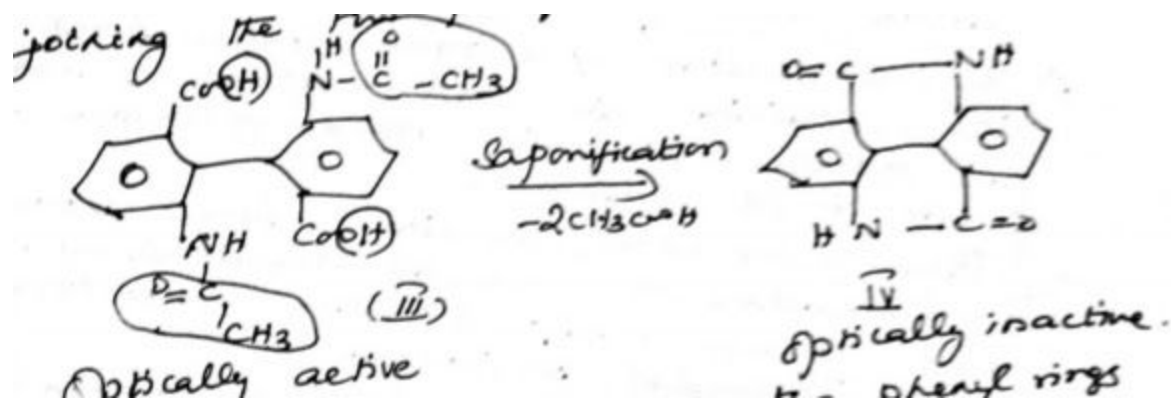 joining the
H O
COOH N - C - CH3
O = C NH
Saponification
-2CH3COOH
NH COOH H N - C = O
O = C (III) IV
CH3
Optically active optically inactive.
phenyl rings